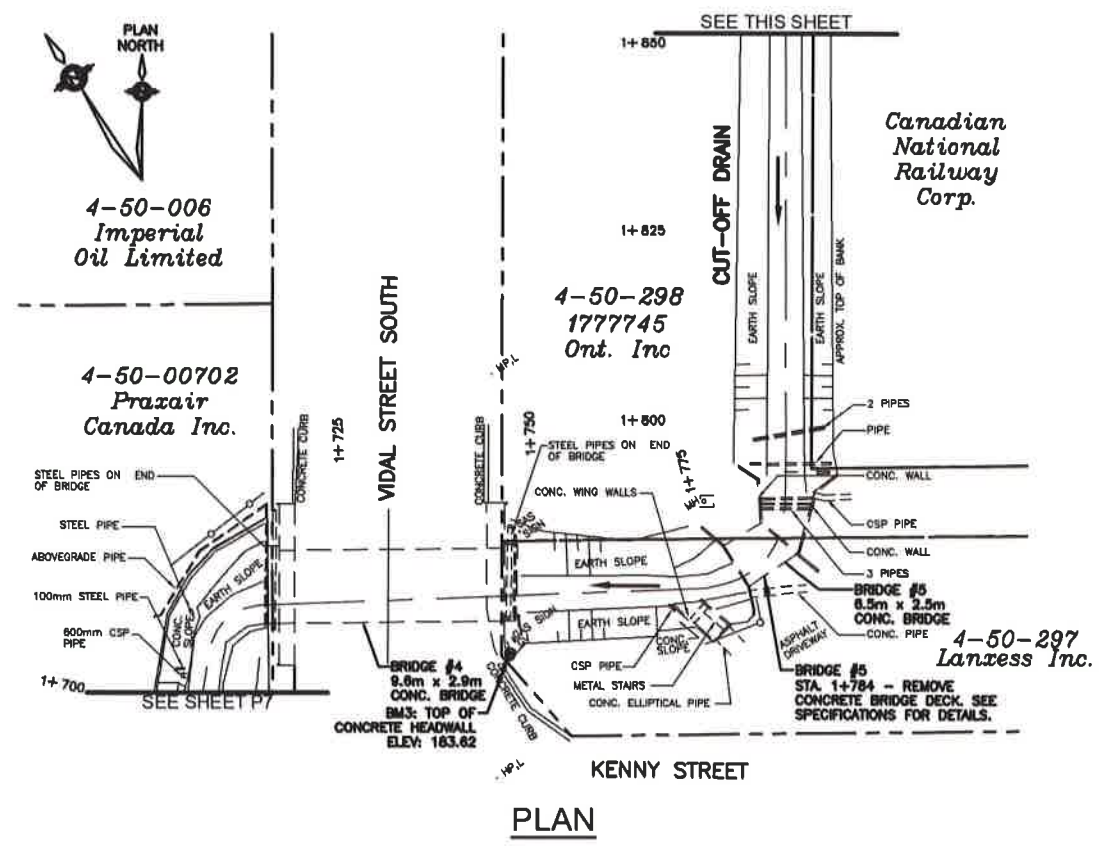 SEE THIS SHEET
PLAN
NORTH
1+850
Canadian
National
Railway
Corp.
CUT-OFF DRAIN
4-50-006
Imperial
Oil Limited
1+825
EARTH SLOPE
EARTH SLOPE
APPROX. TOP OF BANK
4-50-298
1777745
Ont. Inc
VIDAL STREET SOUTH
HP,L
4-50-00702
Praxair
Canada Inc.
1+800
2 PIPES
PIPE
CONCRETE CURB
1+725
CONCRETE CURB
1+750
STEEL PIPES ON END
OF BRIDGE
1+775
STEEL PIPES ON END
OF BRIDGE
CONC. WALL
CONC. WING WALLS
MH
STEEL PIPE
GAS
SIGN
CSP PIPE
ABOVEGRADE PIPE
EARTH SLOPE
EARTH SLOPE
CONC. WALL
3 PIPES
100mm STEEL PIPE
CONC.
SLOPE
BRIDGE #5
6.5m x 2.5m
CONC. BRIDGE
600mm CSP
PIPE
GAS SIGN
EARTH SLOPE
CONC.
SLOPE
ASPHALT
DRIVEWAY
CONC. PIPE
4-50-297
Lanxess Inc.
1+700
SEE SHEET P7
BRIDGE #4
9.6m x 2.9m
CONC. BRIDGE
BM3: TOP OF
CONCRETE HEADWALL
ELEV: 183.62
CONCRETE CURB
CSP PIPE
METAL STAIRS
CONC. ELLIPTICAL PIPE
BRIDGE #5
STA. 1+784 - REMOVE
CONCRETE BRIDGE DECK. SEE
SPECIFICATIONS FOR DETAILS.
HP,L
KENNY STREET
PLAN